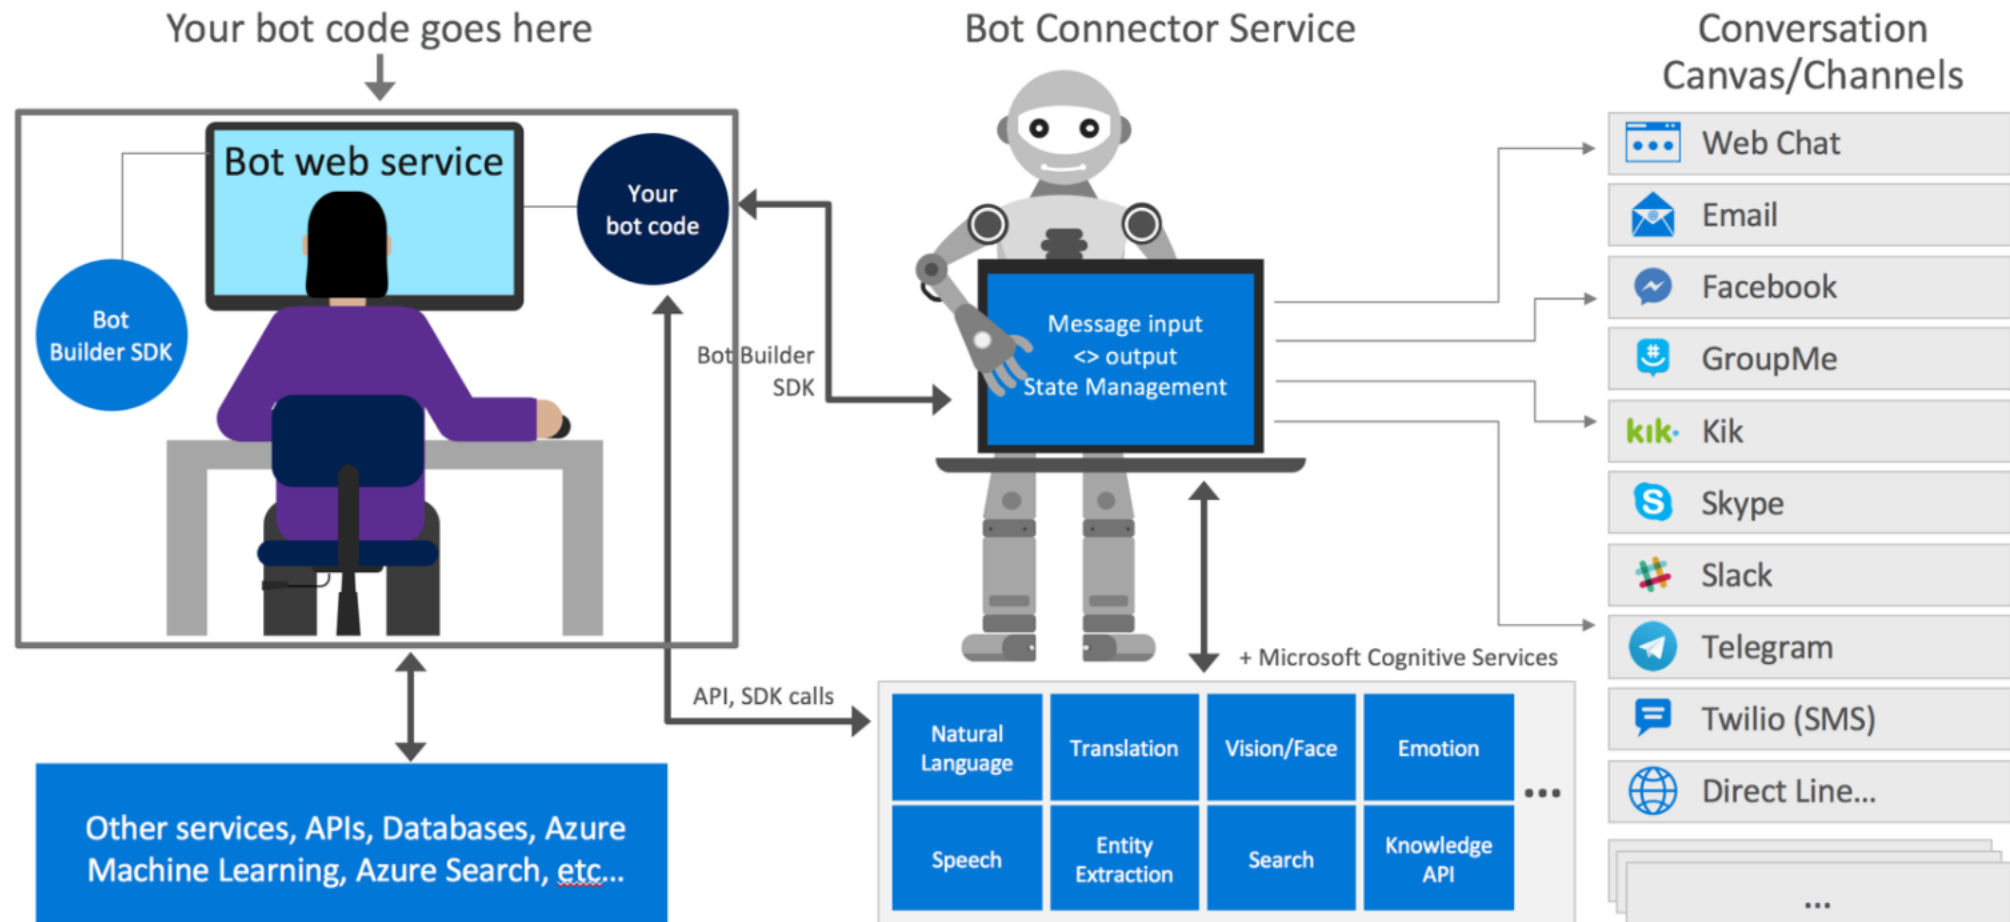 Your bot code goes here
Bot web service
Your
bot code
Bot
Builder SDK
Bot Builder
SDK
API, SDK calls
Other services, APIs, Databases, Azure
Machine Learning, Azure Search, etc...
Bot Connector Service
Message input
<> output
State Management
+ Microsoft Cognitive Services
Natural
Language
Translation
Vision/Face
Emotion
Speech
Entity
Extraction
Search
Knowledge
API
...
Conversation
Canvas/Channels
Web Chat
@
Email
Facebook
#
GroupMe
kik
Kik
S
Skype
Slack
Telegram
Twilio (SMS)
Direct Line...
...